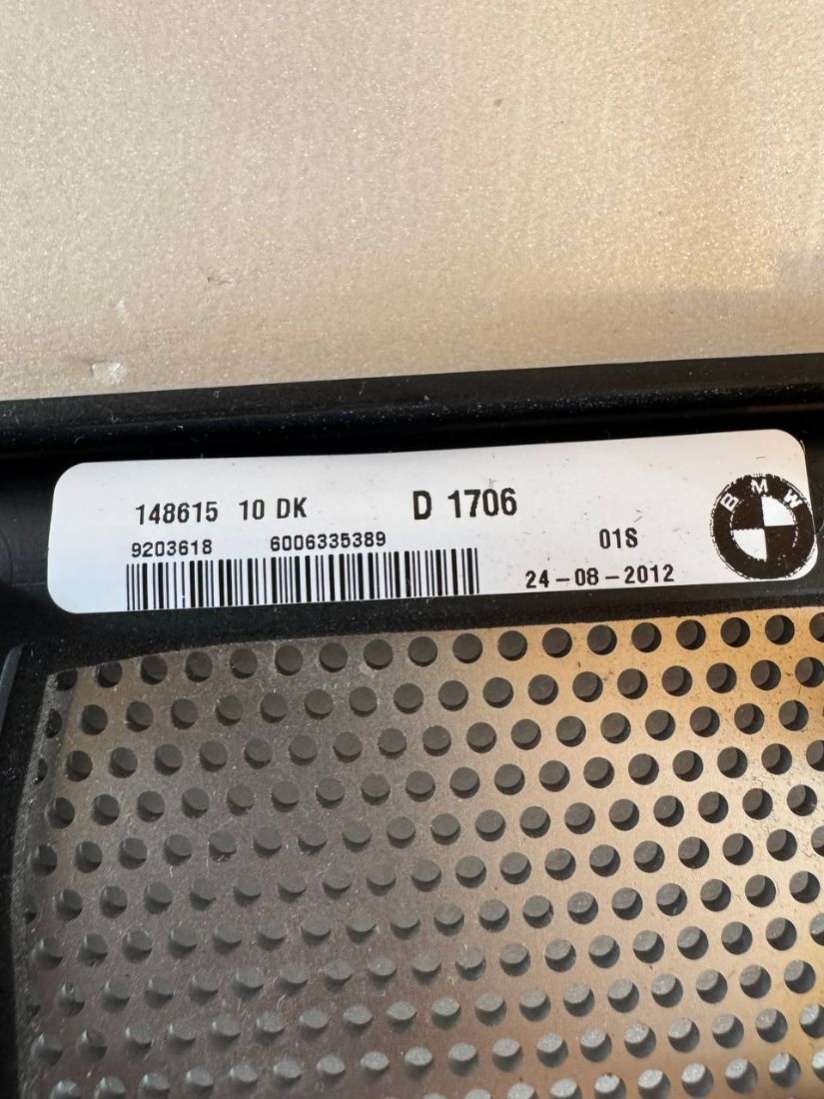 148615 10 DK D 1706
9203618 6006335389 01S
24-08-2012
BMW